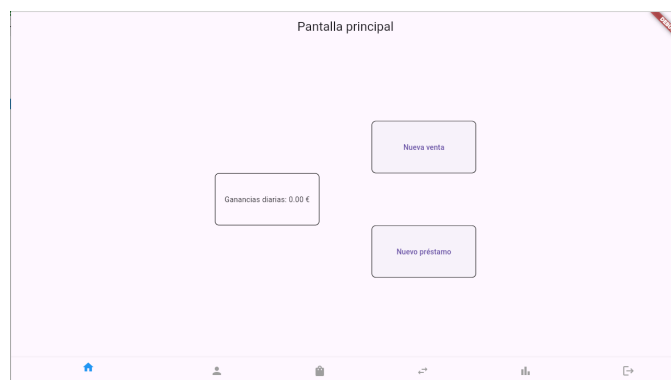 Pantalla principal
Nueva venta
Ganancias diarias: 0.00 €
Nuevo préstamo